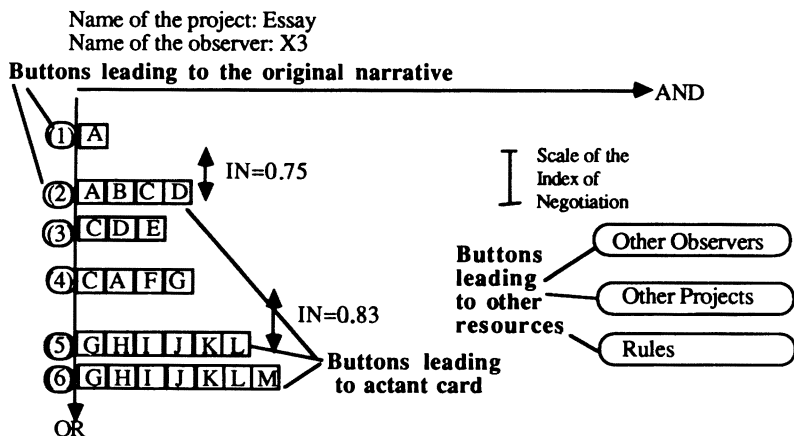 Name of the project: Essay
Name of the observer: X3
Buttons leading to the original narrative
AND
(1) A
IN=0.75
Scale of the
Index of
Negotiation
(2) A B C D
(3) C D E
Buttons
leading
to other
resources
Other Observers
(4) C A F G
Other Projects
IN=0.83
(5) G H I J K L
Rules
Buttons leading
to actant card
(6) G H I J K L M
OR